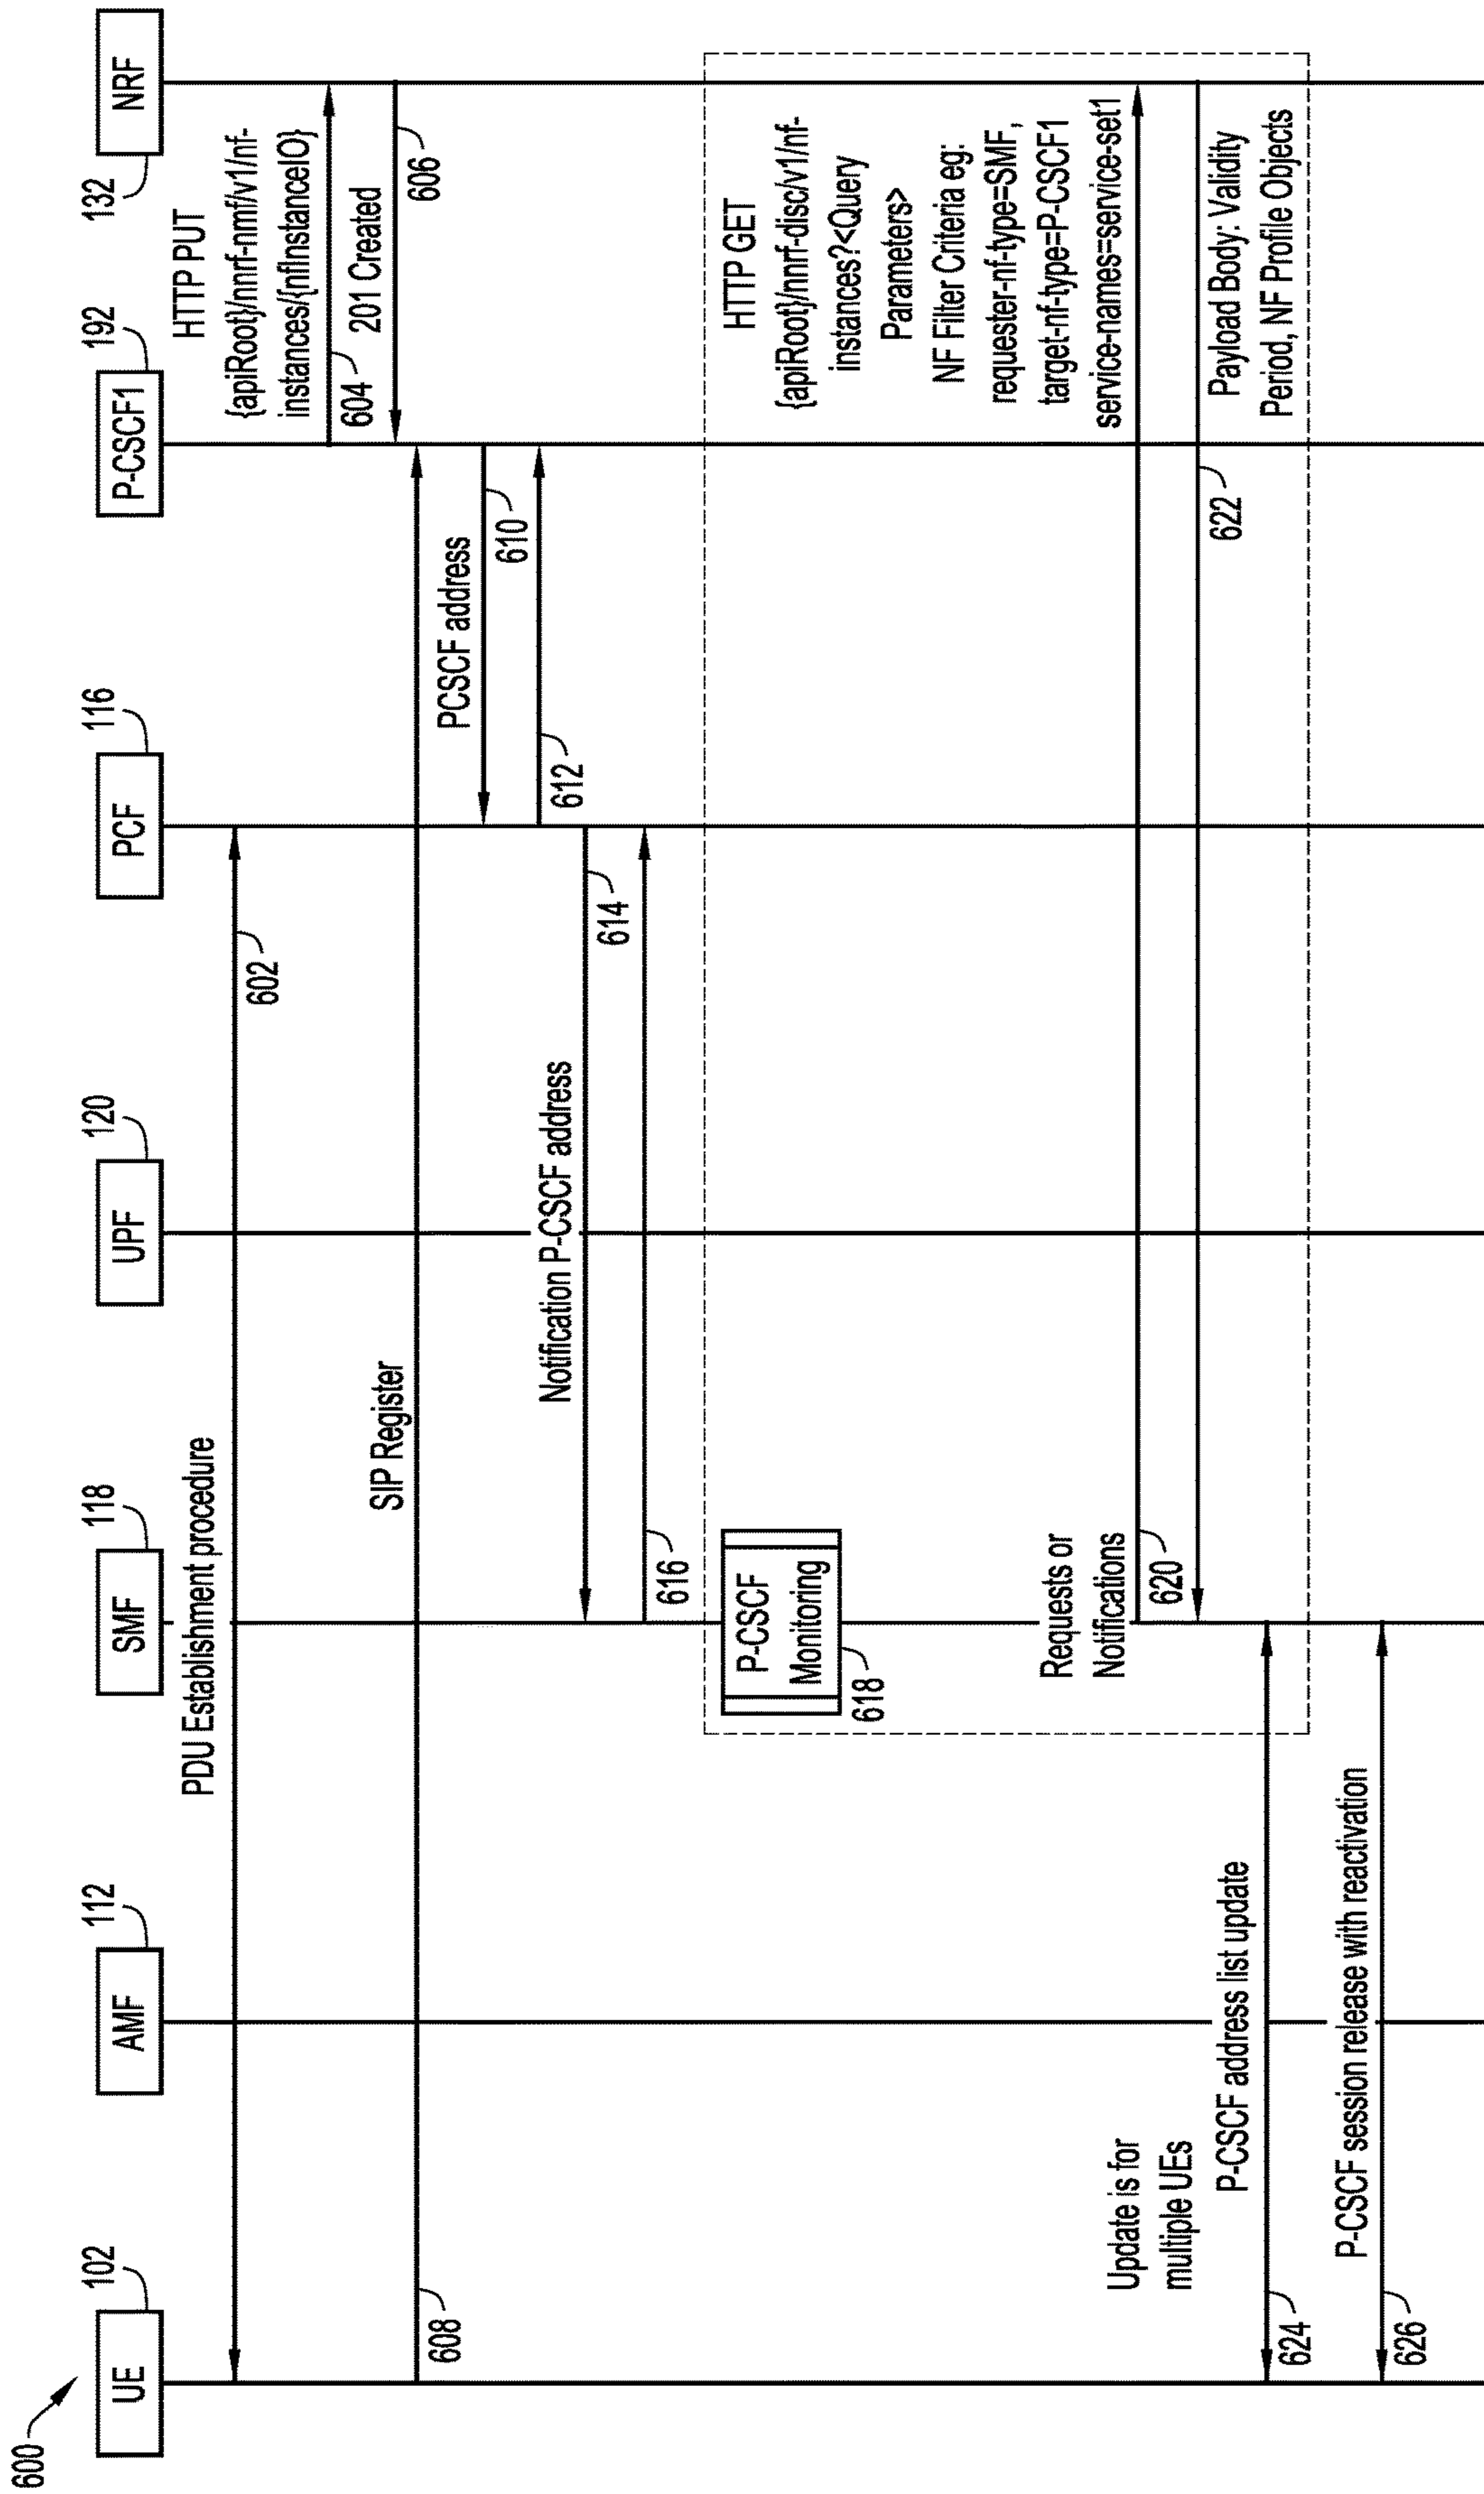 600
UE
102
AMF
112
SMF
118
UPF
120
PCF
116
P-CSCF1
192
NRF
132
PDU Establishment procedure
602
HTTP PUT
{apiRoot}/nnrf-nmf/v1/nf-
instances/{nfInstanceIO}
604
201 Created
606
SIP Register
608
PCSCF address
610
612
Notification P-CSCF address
614
616
P-CSCF
Monitoring
618
HTTP GET
{apiRoot}/nnrf-disc/v1/nf-
instances?<Query
Parameters>
NF Filter Criteria eg:
requester-nf-type=SMF,
target-nf-type=P-CSCF1
service-names=service-set1
Requests or
Notifications
620
Payload Body: Validity
Period, NF Profile Objects
622
Update is for
multiple UEs
P-CSCF address list update
624
P-CSCF session release with reactivation
626